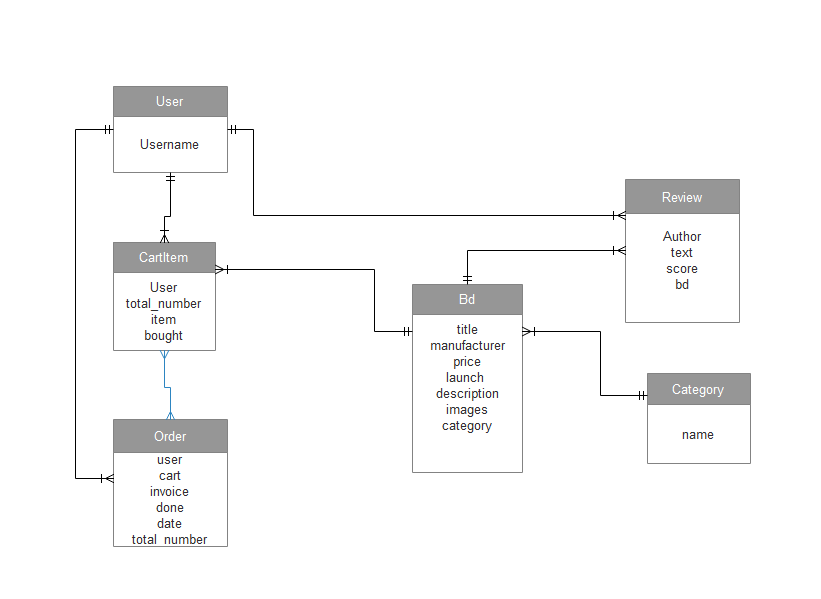 User
Username
CartItem
User
total_number
item
bought
Order
user
cart
invoice
done
date
total_number
Bd
title
manufacturer
price
launch
description
images
category
Review
Author
text
score
bd
Category
name